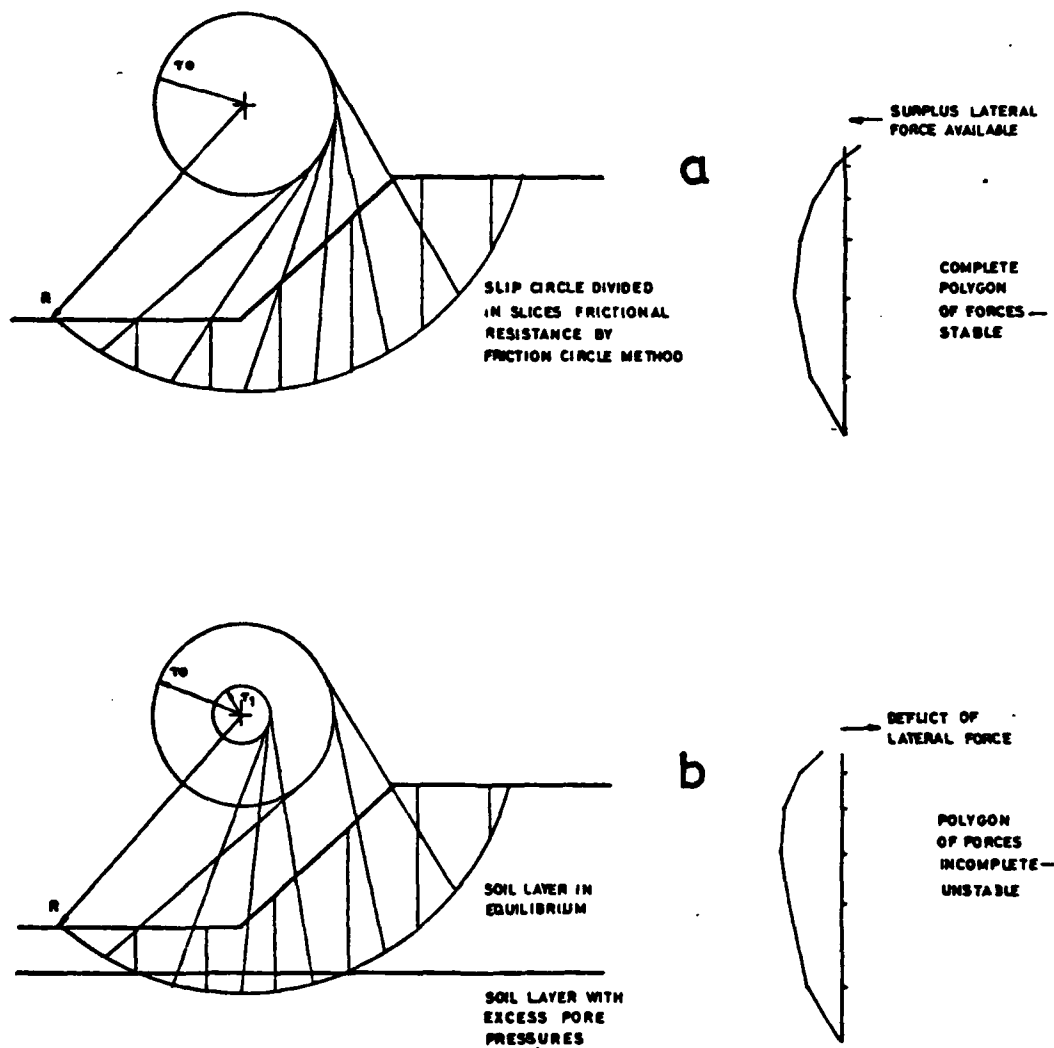 r0
SURPLUS LATERAL
FORCE AVAILABLE
a
R
SLIP CIRCLE DIVIDED
IN SLICES FRICTIONAL
RESISTANCE BY
FRICTION CIRCLE METHOD
COMPLETE
POLYGON
OF FORCES —
STABLE
r0
r1
DEFLICT OF
LATERAL FORCE
b
R
SOIL LAYER IN
EQUILIBRIUM
POLYGON
OF FORCES
INCOMPLETE —
UNSTABLE
SOIL LAYER WITH
EXCESS PORE
PRESSURES